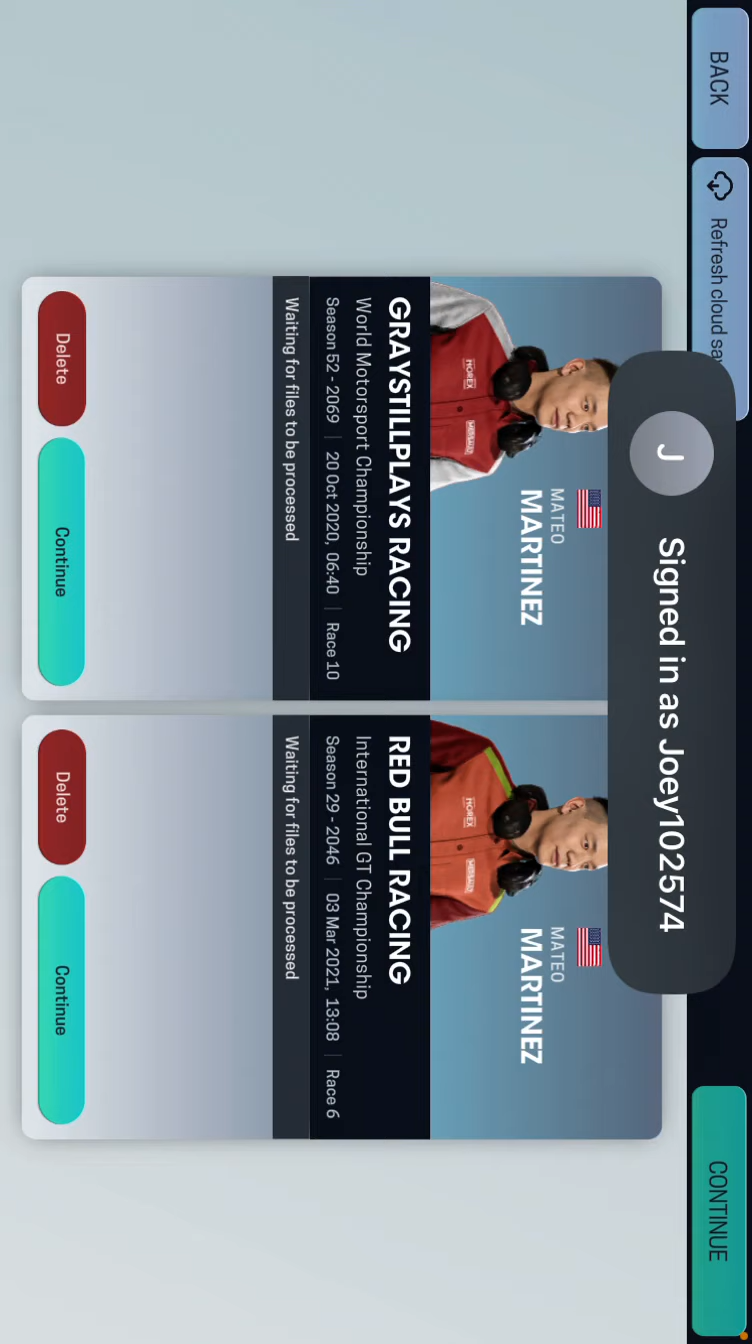 BACK
Refresh cloud sav
J
Signed in as Joey102574
MATEO
MARTINEZ
HOREX
GRAYSTILLPLAYS RACING
World Motorsport Championship
Season 52 - 2069 | 20 Oct 2020, 06:40 | Race 10
Waiting for files to be processed
Delete
Continue
MATEO
MARTINEZ
HOREX
RED BULL RACING
International GT Championship
Season 29 - 2046 | 03 Mar 2021, 13:08 | Race 6
Waiting for files to be processed
Delete
Continue
CONTINUE